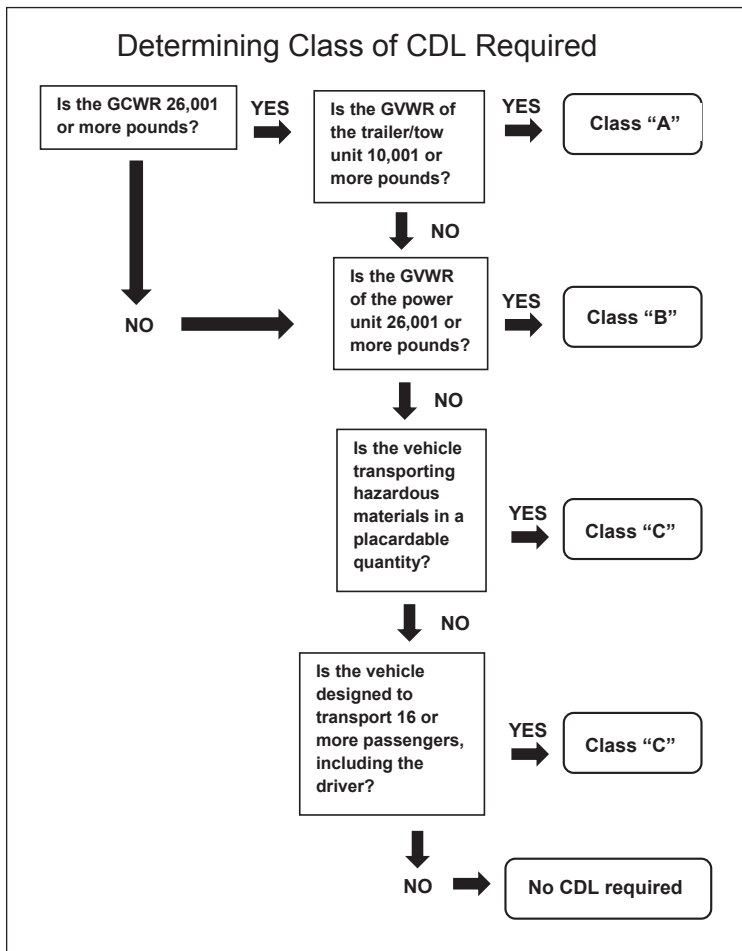 Determining Class of CDL Required
Is the GCWR 26,001
or more pounds?
YES
Is the GVWR of
the trailer/tow
unit 10,001 or
more pounds?
YES
Class “A”
NO
NO
Is the GVWR
of the power
unit 26,001 or
more pounds?
YES
Class “B”
NO
Is the vehicle
transporting
hazardous
materials in a
placardable
quantity?
YES
Class “C”
NO
Is the vehicle
designed to
transport 16 or
more passengers,
including the
driver?
YES
Class “C”
NO
No CDL required